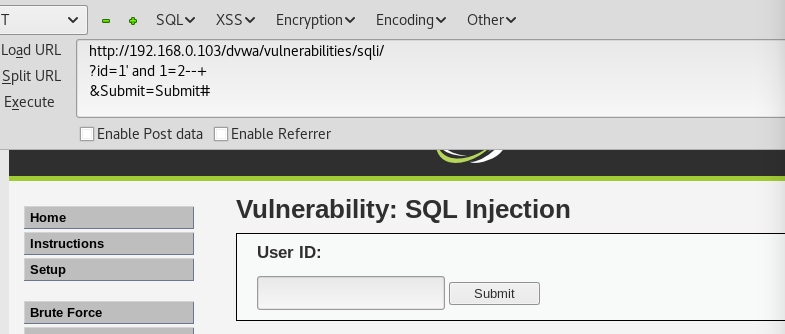 T SQL XSS Encryption Encoding Other
Load URL
http://192.168.0.103/dvwa/vulnerabilities/sqli/
Split URL
?id=1' and 1=2--+
Execute
&Submit=Submit#
Enable Post data Enable Referrer
Home
Instructions
Setup
Brute Force
Vulnerability: SQL Injection
User ID:
Submit